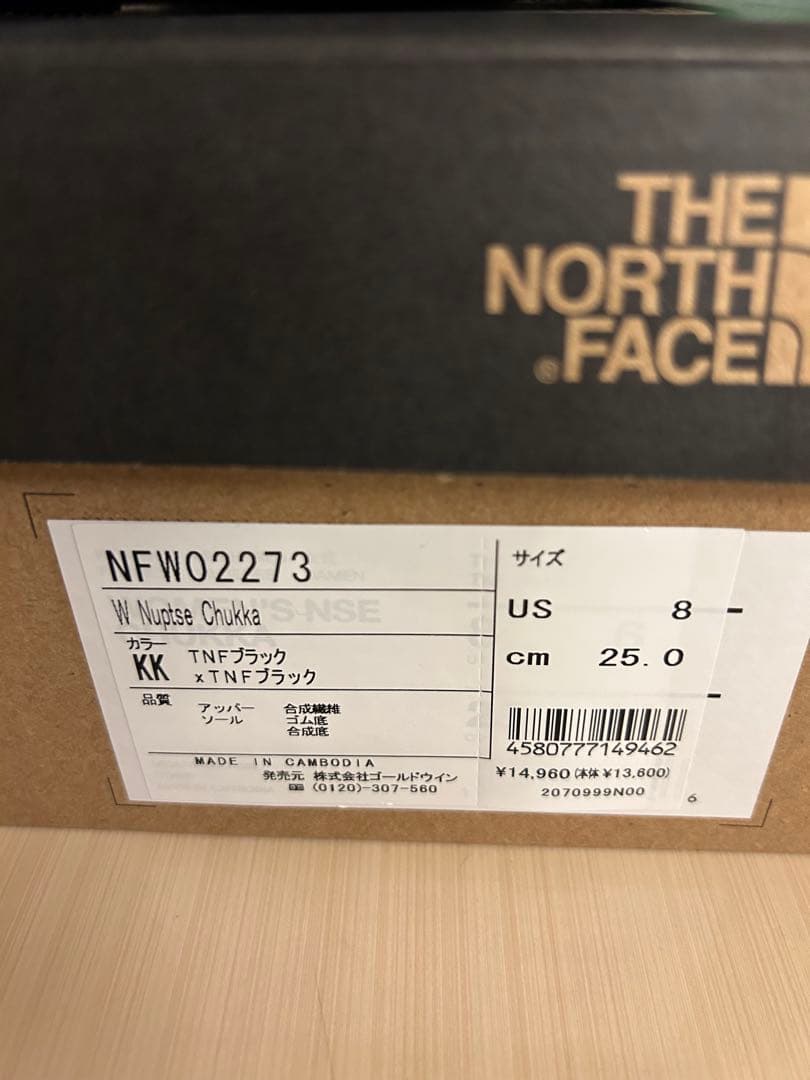 THE
NORTH
FACE
NFW02273
W Nuptse Chukka
カラー
KK TNFブラック
xTNFブラック
品質
アッパー 合成繊維
ソール ゴム底
合成底
MADE IN CAMBODIA
発売元 株式会社ゴールドウイン
(0120)-307-560
サイズ
US 8
cm 25.0
4580777149462
¥14,960(本体¥13,600)
2070999N00
6